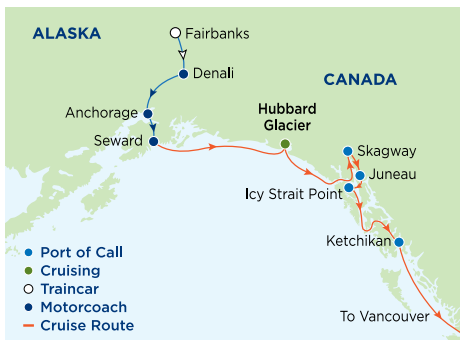 ALASKA
Fairbanks
Denali
CANADA
Anchorage
Hubbard
Glacier
Seward
Skagway
Juneau
Icy Strait Point
Ketchikan
Port of Call
Cruising
Traincar
Motorcoach
Cruise Route
To Vancouver